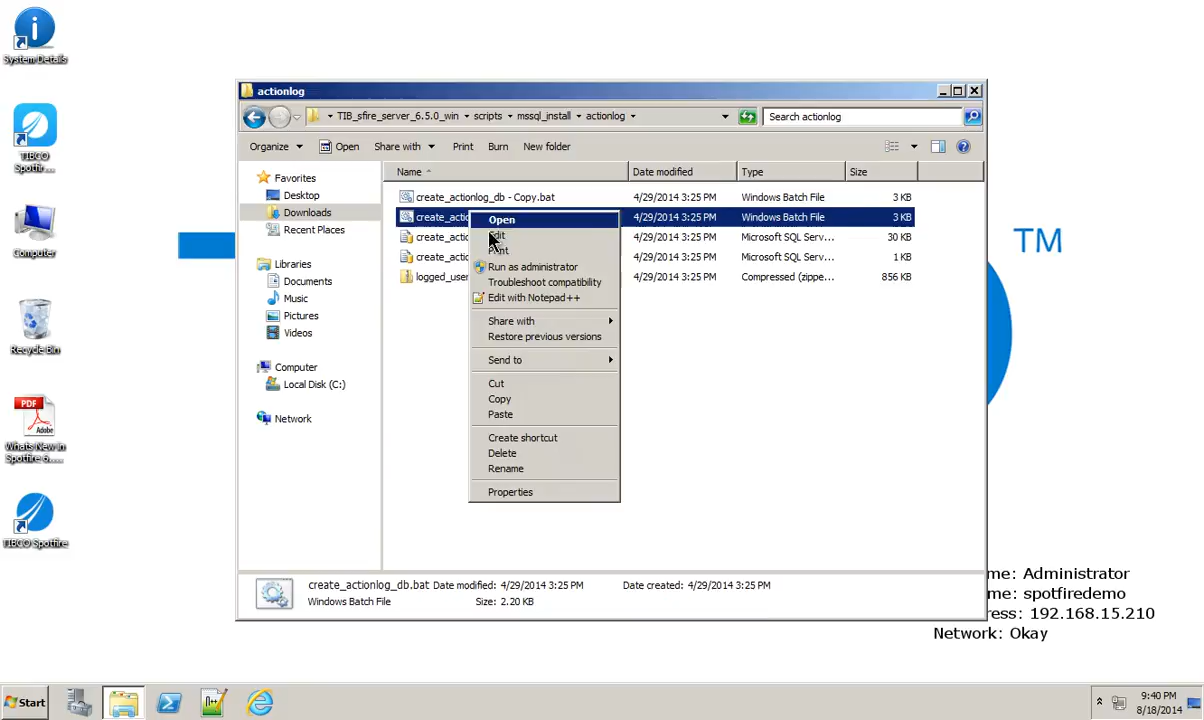 System Details
TIBCO
Spotfir...
Computer
Recycle Bin
PDF
Adobe
Whats New in
Spotfire 6....
TIBCO Spotfire
actionlog
TIB_sfire_server_6.5.0_win
scripts
mssql_install
actionlog
Search actionlog
Organize
Open
Share with
Print
Burn
New folder
Favorites
Desktop
Downloads
Recent Places
Libraries
Documents
Music
Pictures
Videos
Computer
Local Disk (C:)
Network
Name
Date modified
Type
Size
create_actionlog_db - Copy.bat
4/29/2014 3:25 PM
Windows Batch File
3 KB
create_actio
4/29/2014 3:25 PM
Windows Batch File
3 KB
create_actio
4/29/2014 3:25 PM
Microsoft SQL Serv...
30 KB
create_actio
4/29/2014 3:25 PM
Microsoft SQL Serv...
1 KB
logged_user
4/29/2014 3:25 PM
Compressed (zippe...
856 KB
Open
Edit
Print
Run as administrator
Troubleshoot compatibility
Edit with Notepad++
Share with
Restore previous versions
Send to
Cut
Copy
Paste
Create shortcut
Delete
Rename
Properties
create_actionlog_db.bat Date modified: 4/29/2014 3:25 PM
Date created: 4/29/2014 3:25 PM
Windows Batch File
Size: 2.20 KB
TM
me: Administrator
me: spotfiredemo
ress: 192.168.15.210
Network: Okay
Start
9:40 PM
8/18/2014